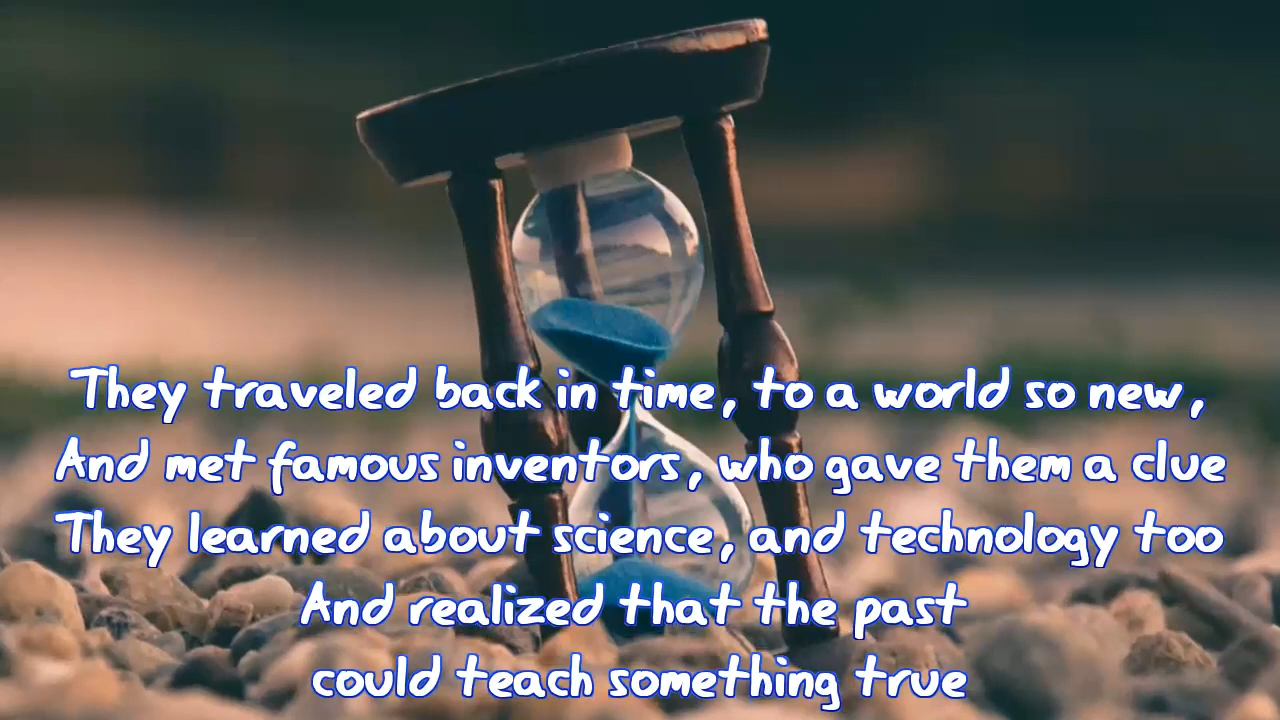 They traveled back in time, to a world so new,
And met famous inventors, who gave them a clue
They learned about science, and technology too
And realized that the past
could teach something true